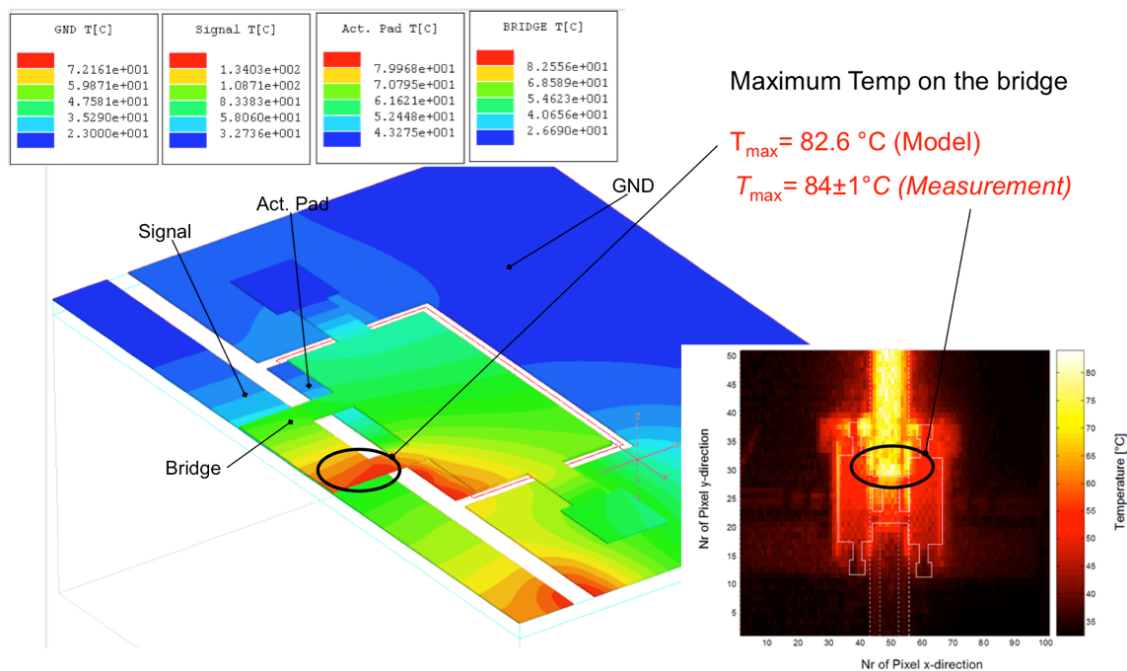 GND T[C]
7.2161e+001
5.9871e+001
4.7581e+001
3.5290e+001
2.3000e+001
Signal T[C]
1.3403e+002
1.0871e+002
8.3383e+001
5.8060e+001
3.2736e+001
Act. Pad T[C]
7.9968e+001
7.0795e+001
6.1621e+001
5.2448e+001
4.3275e+001
BRIDGE T[C]
8.2556e+001
6.8589e+001
5.4623e+001
4.0656e+001
2.6690e+001
Maximum Temp on the bridge
Tmax= 82.6 °C (Model)
Tmax= 84±1°C (Measurement)
GND
Act. Pad
Signal
Bridge
z
Nr of Pixel y-direction
50
45
40
35
30
25
20
15
10
5
10 20 30 40 50 60 70 80 90 100
Nr of Pixel x-direction
80
75
70
65
60
55
50
45
40
35
Temperature [°C]